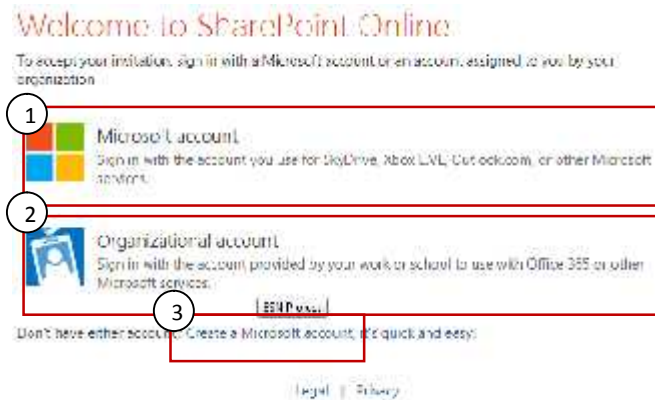 Welcome to SharePoint Online
To accept your invitation, sign in with a Microsoft account or an account assigned to you by your
organization
1
Microsoft account
Sign in with the account you use for SkyDrive, Xbox LIVE, Outlook.com, or other Microsoft
services.
2
Organizational account
Sign in with the account provided by your work or school to use with Office 365 or other
Microsoft services.
3
Don't have either account? Create a Microsoft account, it's quick and easy!
Legal | Privacy